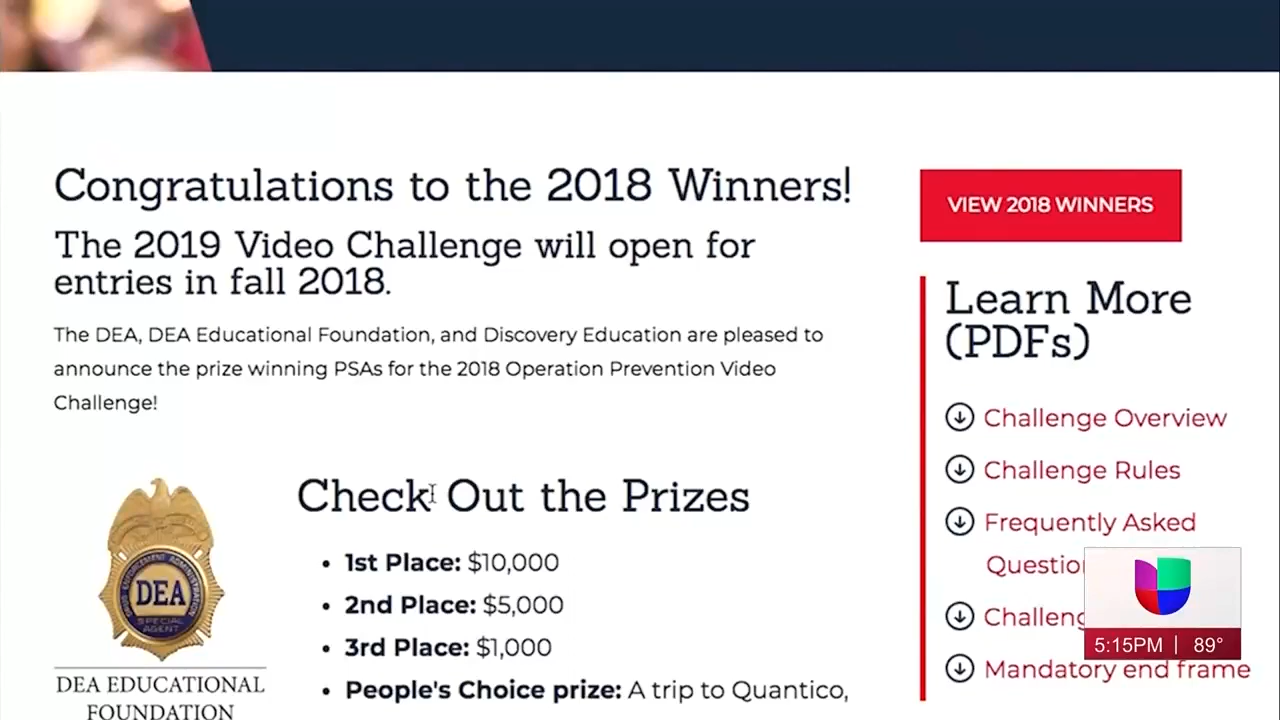 Congratulations to the 2018 Winners!
The 2019 Video Challenge will open for
entries in fall 2018.
The DEA, DEA Educational Foundation, and Discovery Education are pleased to
announce the prize winning PSAs for the 2018 Operation Prevention Video
Challenge!
DEA
SPECIAL
AGENT
DEA EDUCATIONAL
FOUNDATION
Check Out the Prizes
• 1st Place: $10,000
• 2nd Place: $5,000
• 3rd Place: $1,000
• People's Choice prize: A trip to Quantico,
VIEW 2018 WINNERS
Learn More
(PDFs)
Challenge Overview
Challenge Rules
Frequently Asked
Questio
Challeng
Mandatory end frame
5:15PM | 89°